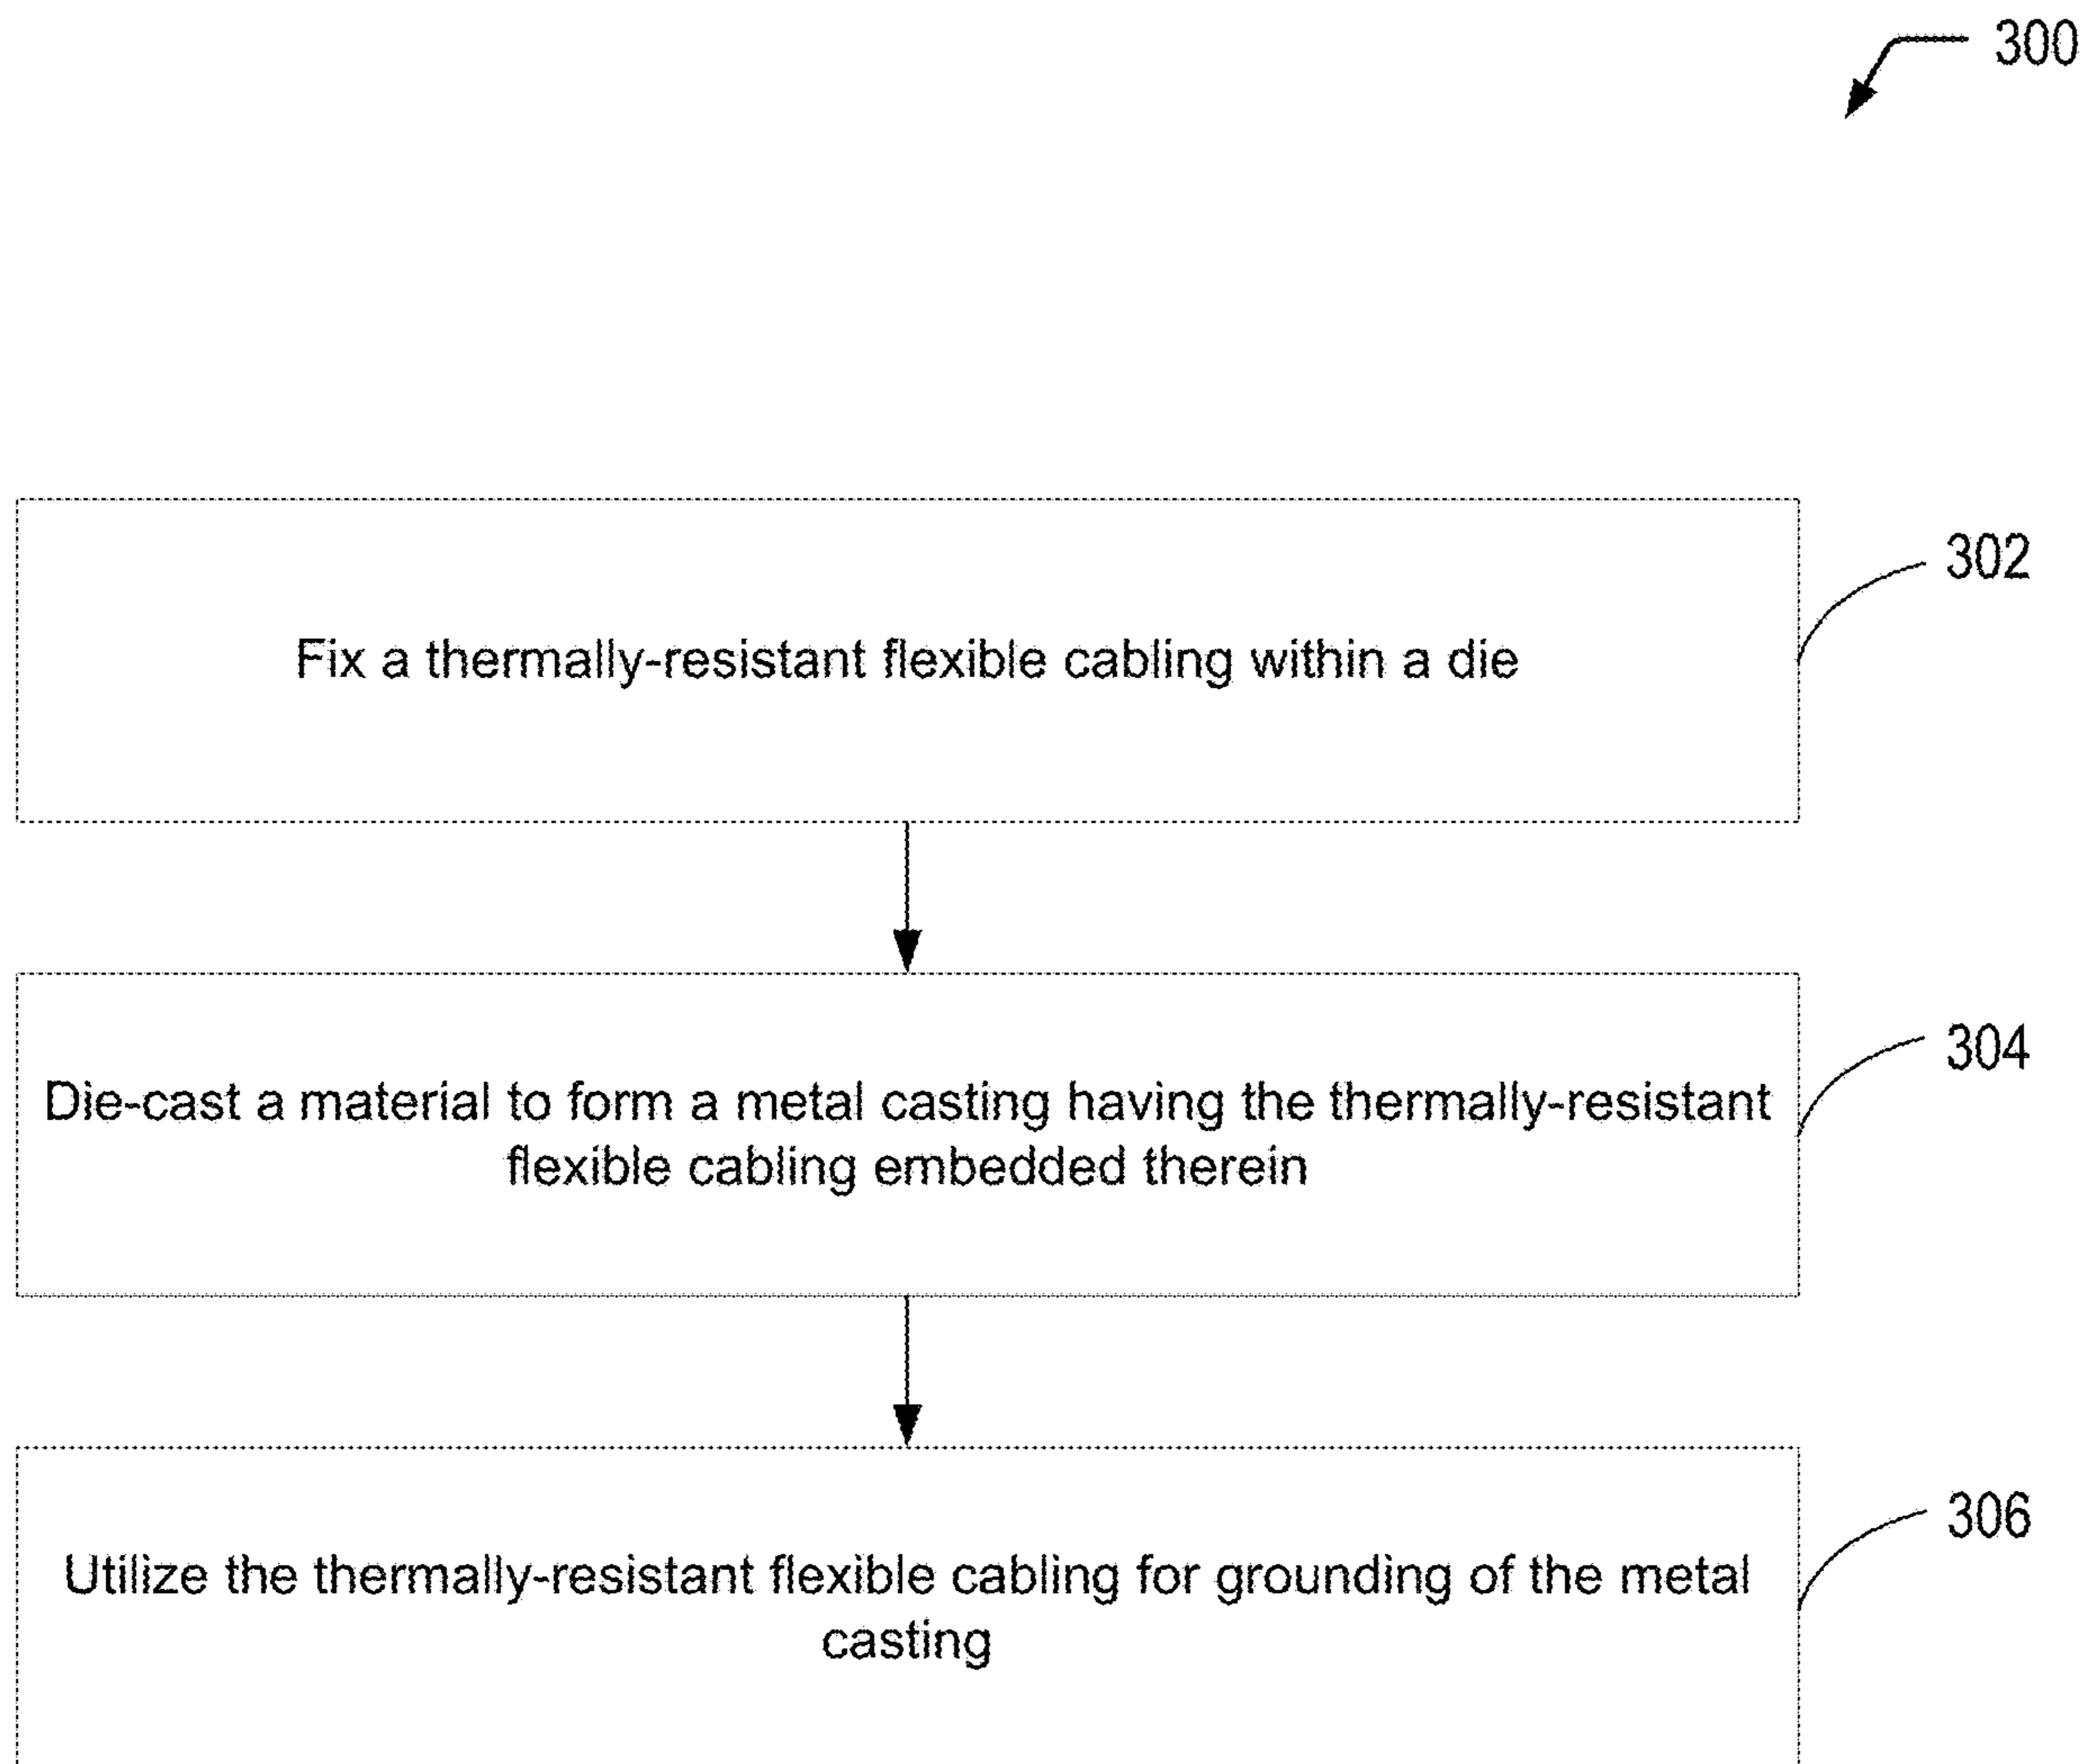 300
302
Fix a thermally-resistant flexible cabling within a die
304
Die-cast a material to form a metal casting having the thermally-resistant
flexible cabling embedded therein
306
Utilize the thermally-resistant flexible cabling for grounding of the metal
casting